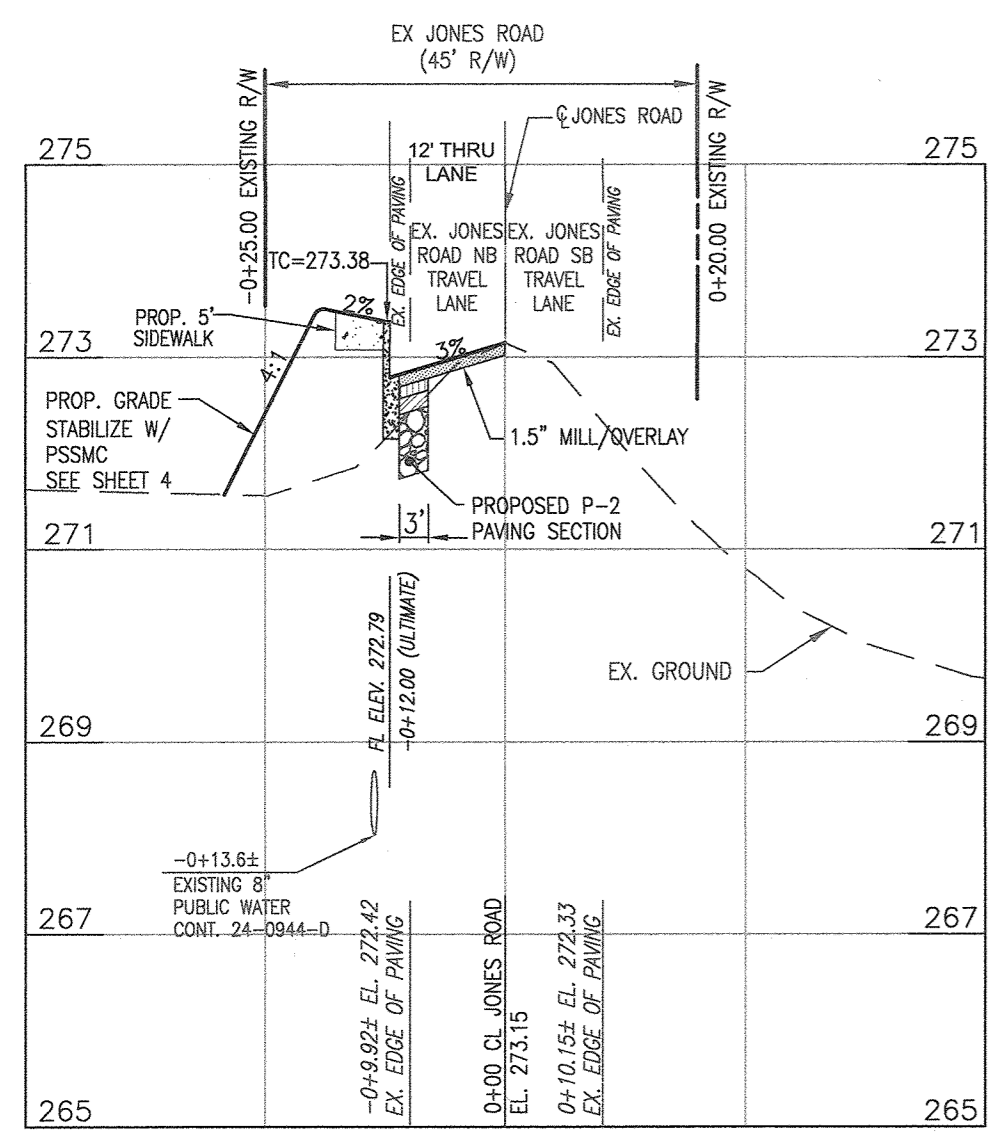 EX JONES ROAD
(45' R/W)
-0+25.00 EXISTING R/W
0+20.00 EXISTING R/W
℄ JONES ROAD
275
275
12' THRU
LANE
EX. EDGE OF PAVING
EX. JONES
ROAD NB
TRAVEL
LANE
EX. JONES
ROAD SB
TRAVEL
LANE
EX. EDGE OF PAVING
TC=273.38
2%
PROP. 5'
SIDEWALK
273
273
3%
4:1
PROP. GRADE
STABILIZE W/
PSSMC
SEE SHEET 4
1.5" MILL/OVERLAY
PROPOSED P-2
PAVING SECTION
3'
271
271
FL ELEV. 272.79
-0+12.00 (ULTIMATE)
EX. GROUND
269
269
-0+13.6±
EXISTING 8"
PUBLIC WATER
CONT. 24-0944-D
267
267
-0+9.92± EL. 272.42
EX. EDGE OF PAVING
0+00 CL JONES ROAD
EL. 273.15
0+10.15± EL. 272.33
EX. EDGE OF PAVING
265
265